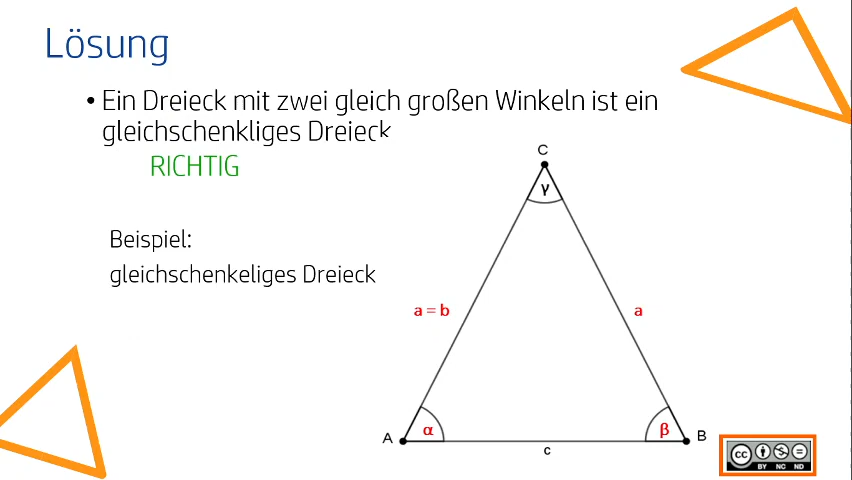 Lösung
• Ein Dreieck mit zwei gleich großen Winkeln ist ein
gleichschenkliges Dreieck
RICHTIG
Beispiel:
gleichschenkeliges Dreieck
C
γ
a = b
a
A
α
β
B
c
cc
BY NC ND